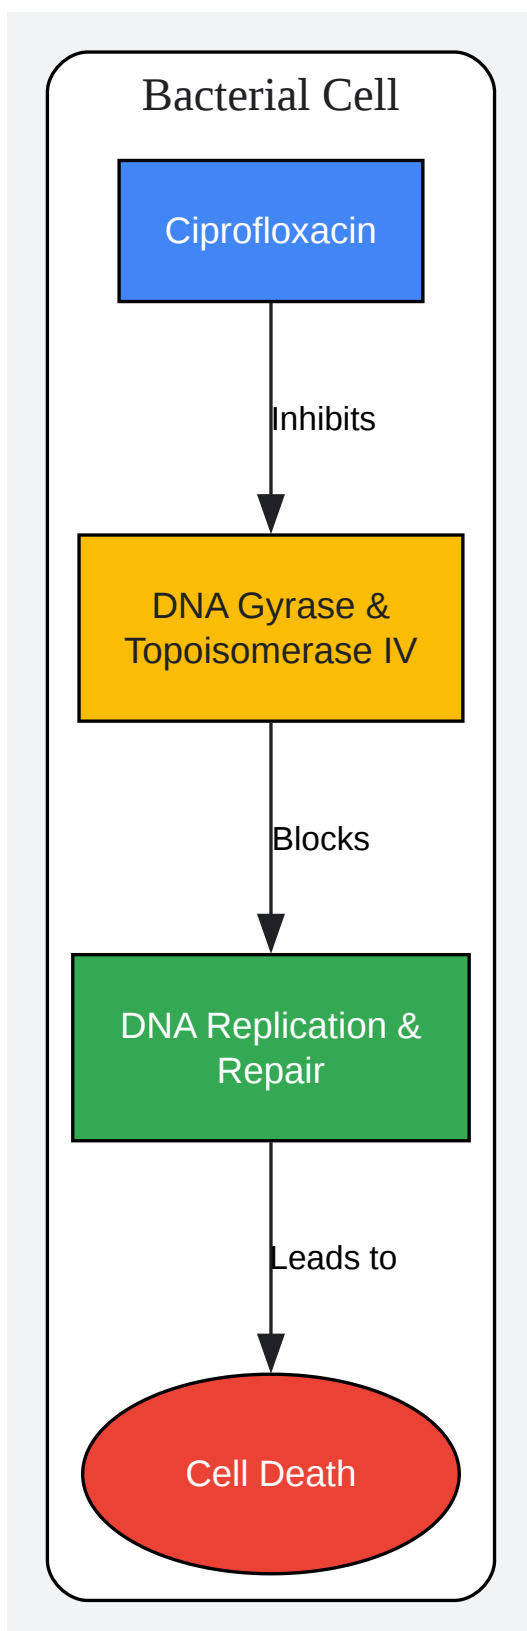 Bacterial Cell
Ciprofloxacin
Inhibits
DNA Gyrase &
Topoisomerase IV
Blocks
DNA Replication &
Repair
Leads to
Cell Death